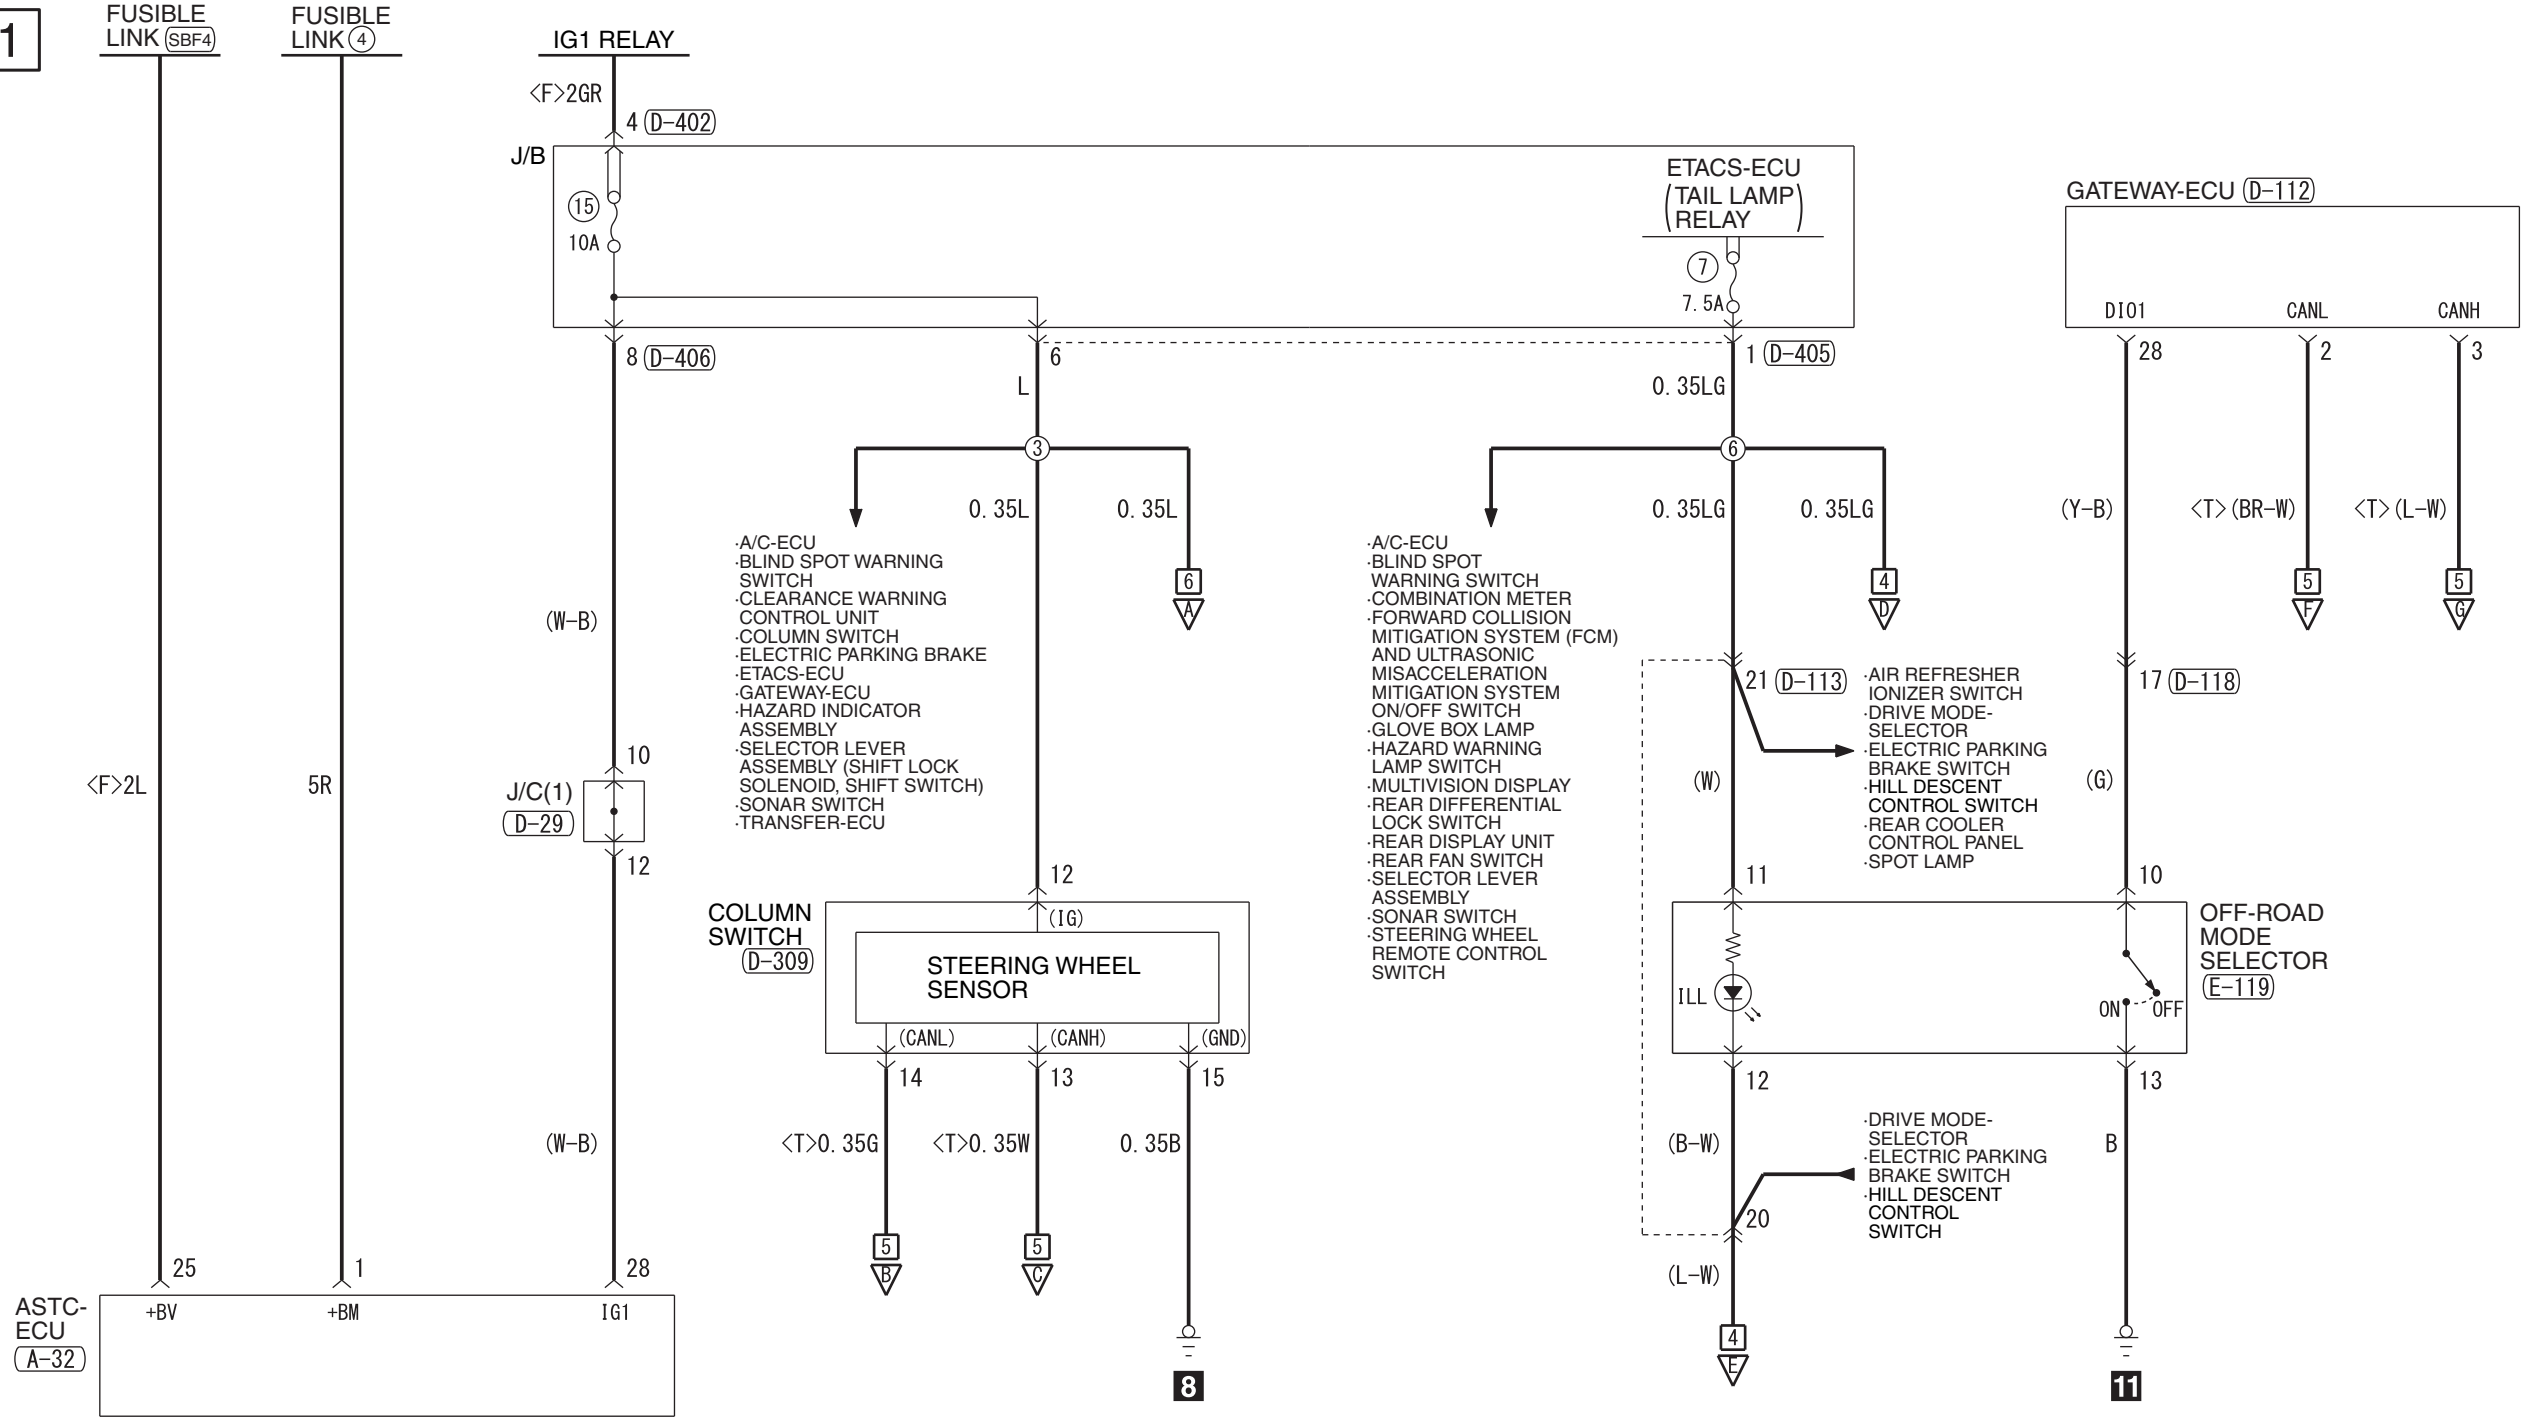 1
FUSIBLE
LINK (SBF4)
FUSIBLE
LINK 4
IG1 RELAY
<F>2GR
4 (D-402)
J/B
15
10A
ETACS-ECU
(TAIL LAMP
RELAY)
7
7.5A
GATEWAY-ECU (D-112)
DIO1
CANL
CANH
8 (D-406)
6
1 (D-405)
28
2
3
L
0.35LG
3
6
0.35L
0.35L
0.35LG
0.35LG
(Y-B)
<T>(BR-W)
<T>(L-W)
·A/C-ECU
·BLIND SPOT WARNING
SWITCH
·CLEARANCE WARNING
CONTROL UNIT
·COLUMN SWITCH
·ELECTRIC PARKING BRAKE
·ETACS-ECU
·GATEWAY-ECU
·HAZARD INDICATOR
ASSEMBLY
·SELECTOR LEVER
ASSEMBLY (SHIFT LOCK
SOLENOID, SHIFT SWITCH)
·SONAR SWITCH
·TRANSFER-ECU
6
A
·A/C-ECU
·BLIND SPOT
WARNING SWITCH
·COMBINATION METER
·FORWARD COLLISION
MITIGATION SYSTEM (FCM)
AND ULTRASONIC
MISACCELERATION
MITIGATION SYSTEM
ON/OFF SWITCH
·GLOVE BOX LAMP
·HAZARD WARNING
LAMP SWITCH
·MULTIVISION DISPLAY
·REAR DIFFERENTIAL
LOCK SWITCH
·REAR DISPLAY UNIT
·REAR FAN SWITCH
·SELECTOR LEVER
ASSEMBLY
·SONAR SWITCH
·STEERING WHEEL
REMOTE CONTROL
SWITCH
4
D
5
F
5
G
(W-B)
21 (D-113)
·AIR REFRESHER
IONIZER SWITCH
·DRIVE MODE-
SELECTOR
·ELECTRIC PARKING
BRAKE SWITCH
·HILL DESCENT
CONTROL SWITCH
·REAR COOLER
CONTROL PANEL
·SPOT LAMP
17 (D-118)
<F>2L
5R
10
J/C(1)
(D-29)
12
(W)
(G)
12
11
10
COLUMN
SWITCH
(D-309)
(IG)
STEERING WHEEL
SENSOR
(CANL)
(CANH)
(GND)
ILL
ON
OFF
OFF-ROAD
MODE
SELECTOR
(E-119)
14
13
15
12
13
(W-B)
<T>0.35G
<T>0.35W
0.35B
(B-W)
·DRIVE MODE-
SELECTOR
·ELECTRIC PARKING
BRAKE SWITCH
·HILL DESCENT
CONTROL
SWITCH
B
20
5
B
5
C
(L-W)
25
1
28
ASTC-
ECU
(A-32)
+BV
+BM
IG1
4
E
8
11